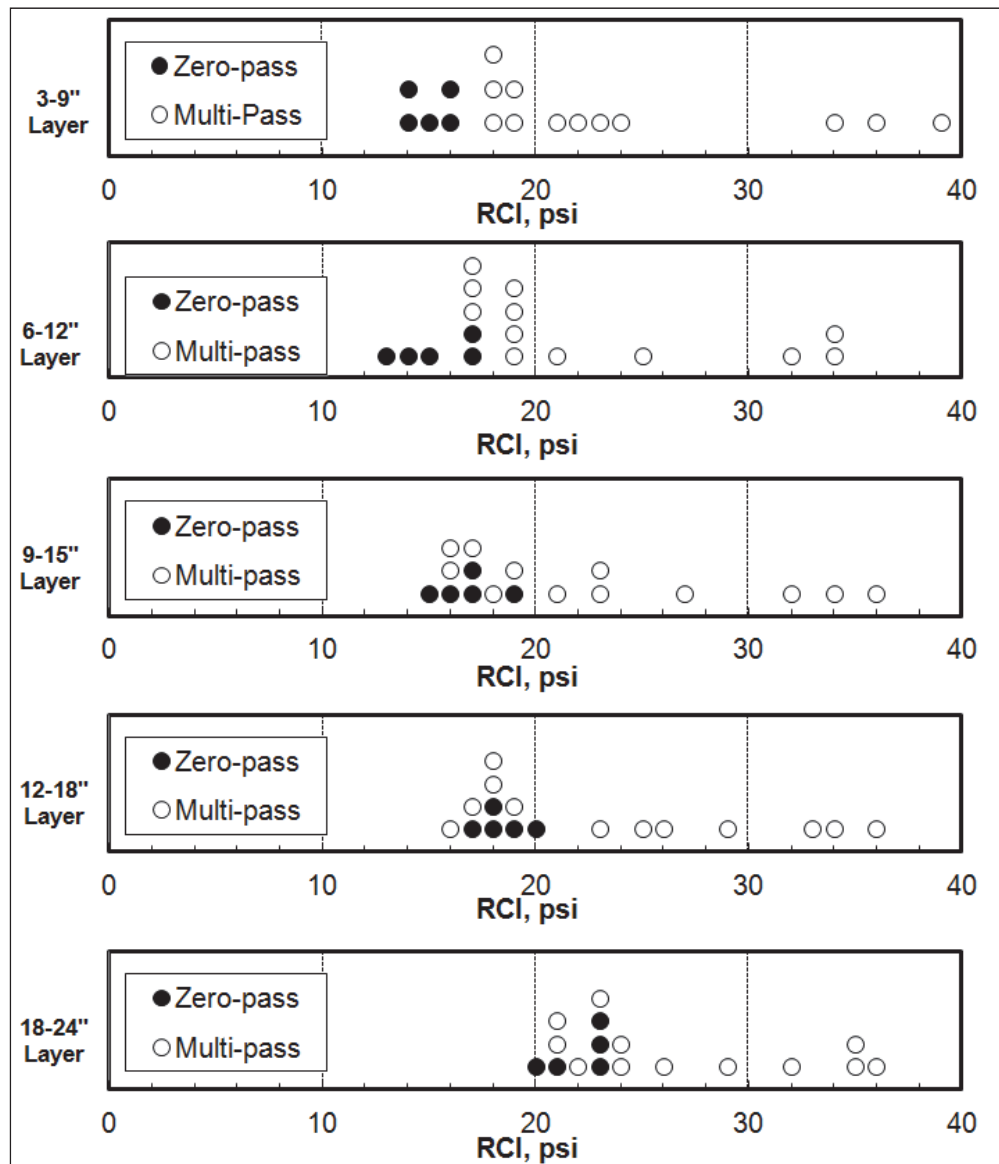 Zero-pass
Multi-Pass
3-9"
Layer
0 10 20 30 40
RCI, psi
Zero-pass
Multi-pass
6-12"
Layer
0 10 20 30 40
RCI, psi
Zero-pass
Multi-pass
9-15"
Layer
0 10 20 30 40
RCI, psi
Zero-pass
Multi-pass
12-18"
Layer
0 10 20 30 40
RCI, psi
Zero-pass
Multi-pass
18-24"
Layer
0 10 20 30 40
RCI, psi